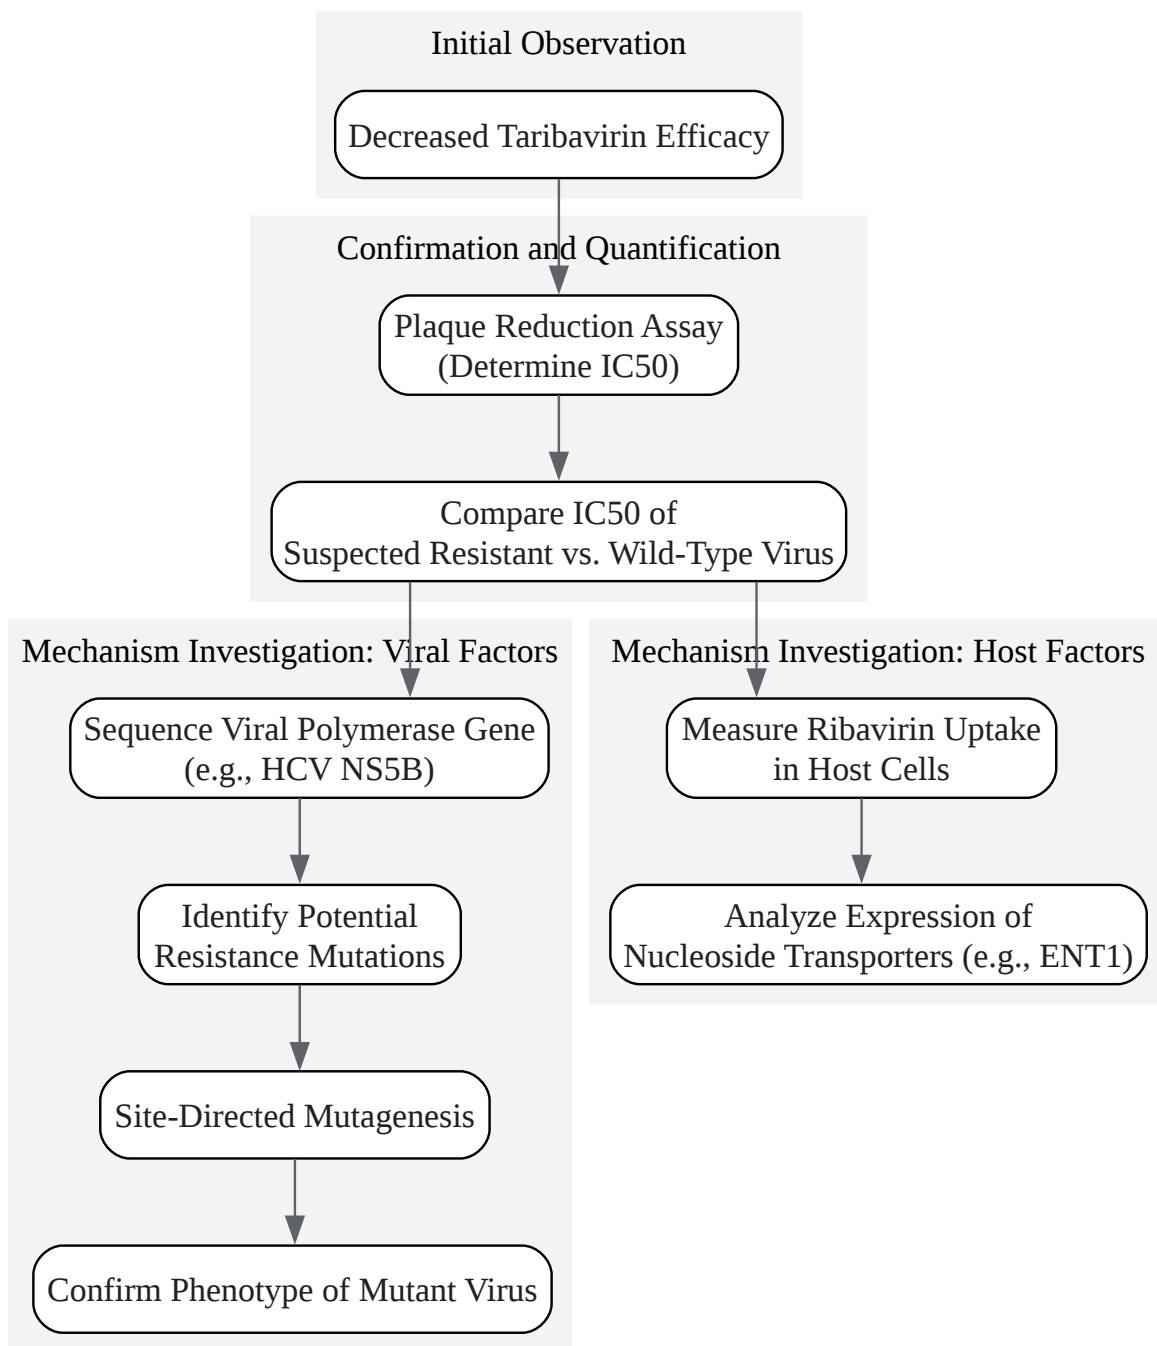 Initial Observation
Decreased Taribavirin Efficacy
Confirmation and Quantification
Plaque Reduction Assay
(Determine IC50)
Compare IC50 of
Suspected Resistant vs. Wild-Type Virus
Mechanism Investigation: Viral Factors
Sequence Viral Polymerase Gene
(e.g., HCV NS5B)
Identify Potential
Resistance Mutations
Site-Directed Mutagenesis
Confirm Phenotype of Mutant Virus
Mechanism Investigation: Host Factors
Measure Ribavirin Uptake
in Host Cells
Analyze Expression of
Nucleoside Transporters (e.g., ENT1)